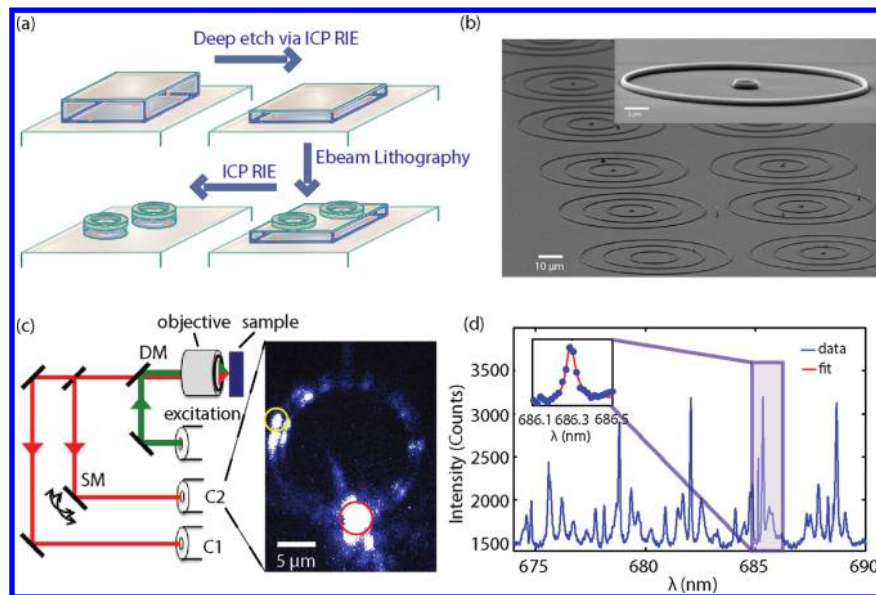 (a)
Deep etch via ICP RIE
Ebeam Lithography
ICP RIE
(b)
10 μm
(c)
objective
sample
DM
excitation
SM
C2
C1
5 μm
(d)
Intensity (Counts)
3500
3000
2500
2000
1500
675
680
685
690
λ (nm)
data
fit
686.1
686.3
686.5
λ (nm)